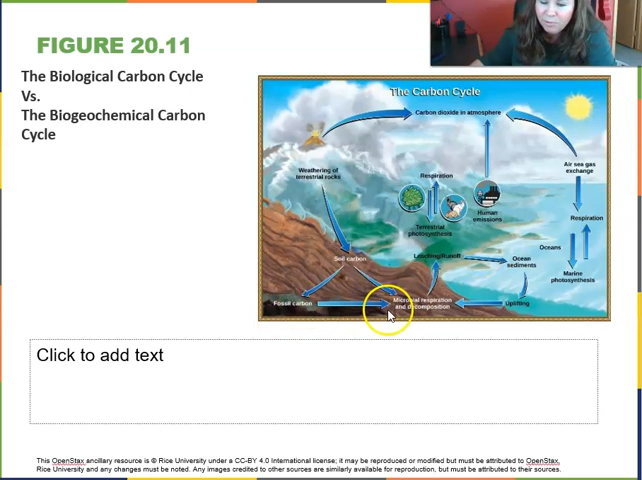 FIGURE 20.11
The Biological Carbon Cycle
Vs.
The Biogeochemical Carbon
Cycle
The Carbon Cycle
Carbon dioxide in atmosphere
Air sea gas
exchange
Weathering of
terrestrial rocks
Respiration
Human
emissions
Respiration
Terrestrial
photosynthesis
Oceans
Leaching/Runoff
Soil carbon
Ocean
sediments
Marine
photosynthesis
Fossil carbon
Microbial respiration
and decomposition
Uplifting
Click to add text
This OpenStax ancillary resource is © Rice University under a CC-BY 4.0 International license; it may be reproduced or modified but must be attributed to OpenStax,
Rice University and any changes must be noted. Any images credited to other sources are similarly available for reproduction, but must be attributed to their sources.